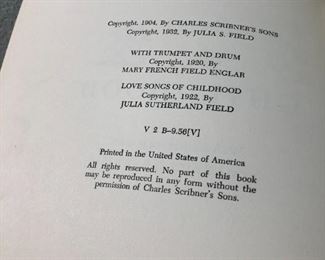 Copyright, 1904, By CHARLES SCRIBNER'S SONS
Copyright, 1932, By JULIA S. FIELD
WITH TRUMPET AND DRUM
Copyright, 1920, By
MARY FRENCH FIELD ENGLAR
LOVE SONGS OF CHILDHOOD
Copyright, 1922, By
JULIA SUTHERLAND FIELD
V 2 B-9.56[V]
Printed in the United States of America
All rights reserved. No part of this book
may be reproduced in any form without the
permission of Charles Scribner's Sons.